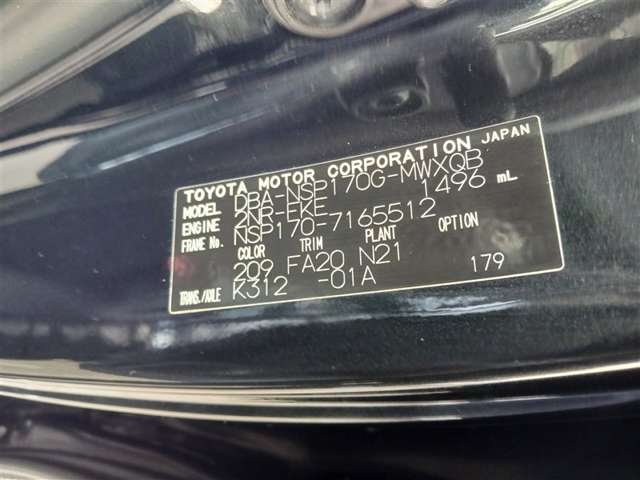 TOYOTA MOTOR CORPORATION JAPAN
MODEL DBA-NSP170G-MWXQB
ENGINE 2NR-FKE 1496 mL
FRAME No. NSP170-7165512
COLOR TRIM PLANT OPTION
209 FA20 N21 179
TRANS./AXLE K312 -01A